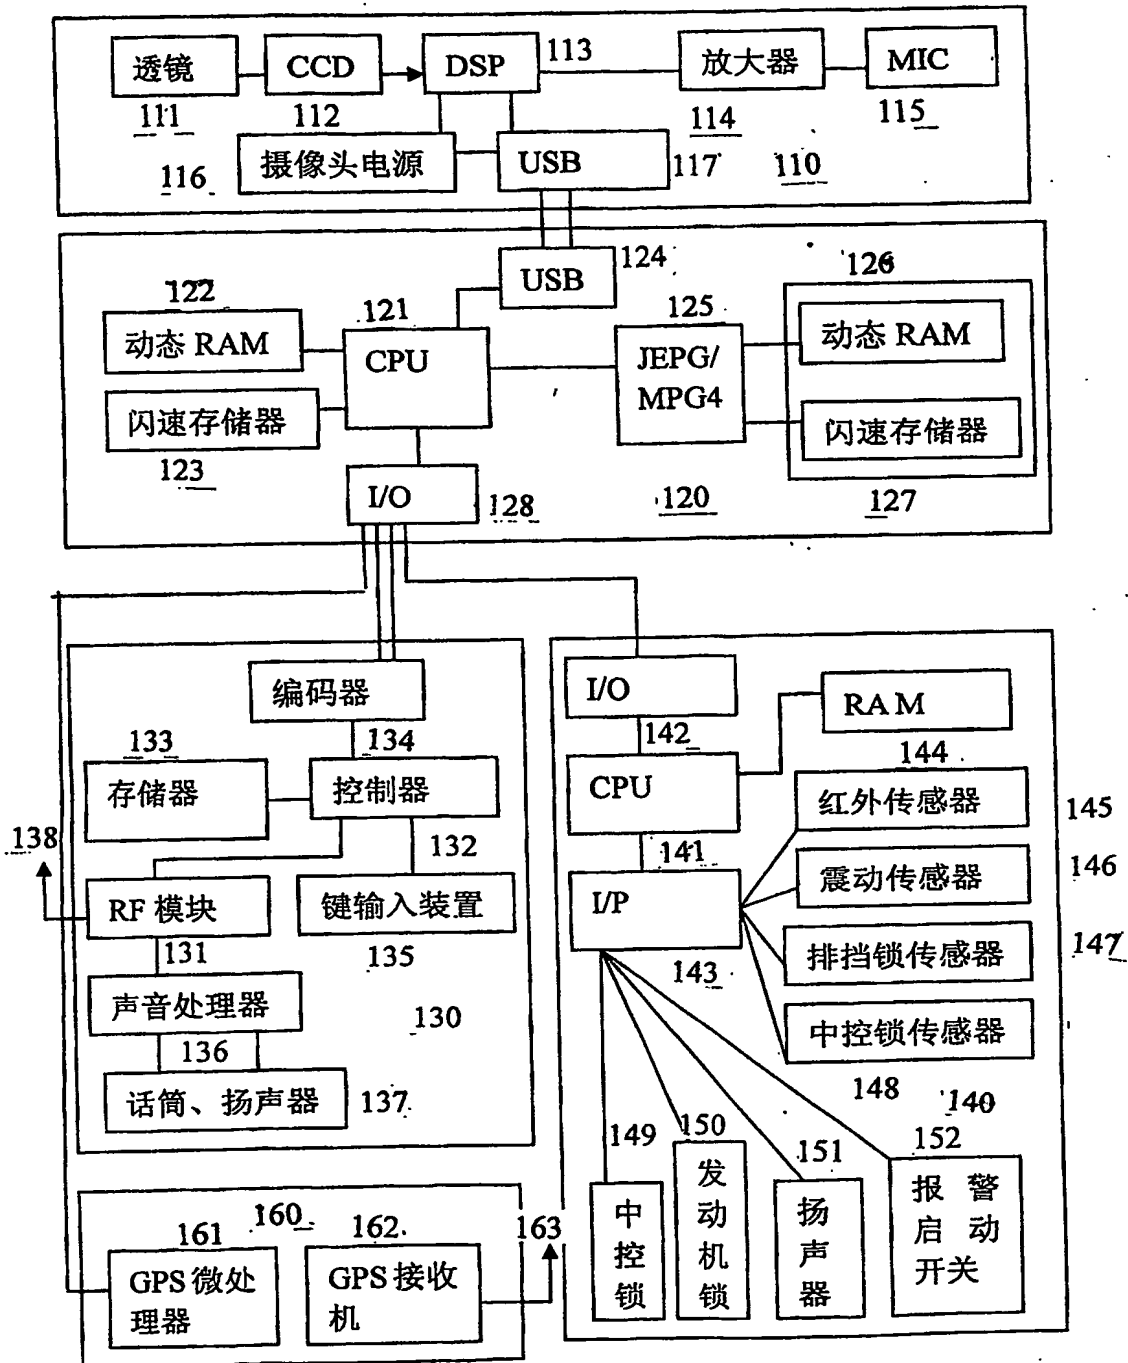 透镜
CCD
DSP
113
放大器
MIC
111
112
114
115
摄像头电源
USB
117
110
116
USB
124
126
122
121
125
动态 RAM
CPU
JEPG/
MPG4
动态 RAM
闪速存储器
闪速存储器
123
I/O
128
120
127
编码器
I/O
RA M
133
134
142
144
存储器
控制器
CPU
红外传感器
145
138
132
141
震动传感器
146
RF 模块
键输入装置
I/P
131
135
143
排挡锁传感器
147
声音处理器
130
中控锁传感器
136
148
话筒、扬声器
137
140
149
150
151
152
中
控
锁
发
动
机
锁
扬
声
器
报 警
启 动
开关
160
161
162
163
GPS 微处
理器
GPS 接收
机